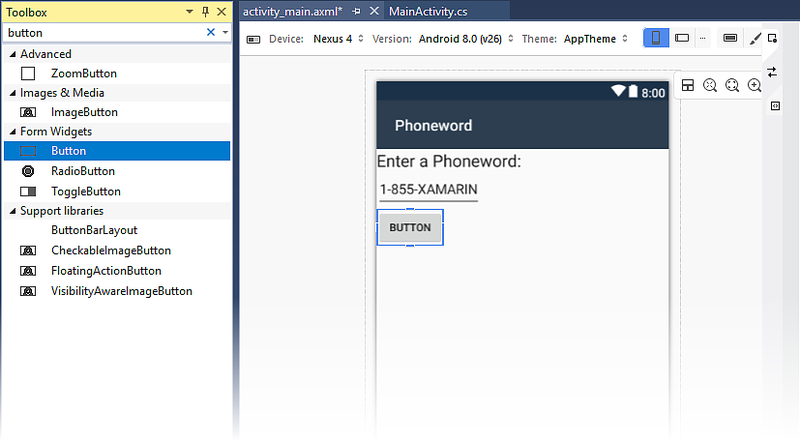 Toolbox
button
Advanced
ZoomButton
Images & Media
ImageButton
Form Widgets
Button
RadioButton
ToggleButton
Support libraries
ButtonBarLayout
CheckableImageButton
FloatingActionButton
VisibilityAwareImageButton
activity_main.axml* MainActivity.cs
Device: Nexus 4 Version: Android 8.0 (v26) Theme: AppTheme ...
8:00
Phoneword
Enter a Phoneword:
1-855-XAMARIN
BUTTON